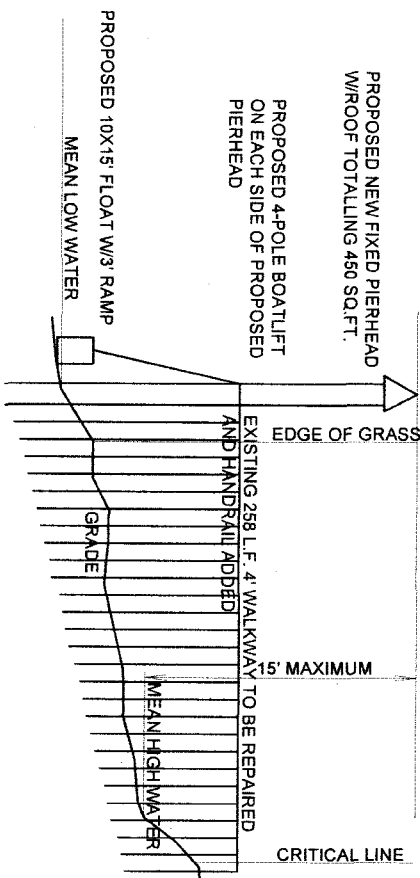 PROPOSED NEW FIXED PIERHEAD
W/ROOF TOTALLING 450 SQ.FT.
PROPOSED 4-POLE BOATLIFT
ON EACH SIDE OF PROPOSED
PIERHEAD
PROPOSED 10X15' FLOAT W/3' RAMP
MEAN LOW WATER
EDGE OF GRASS
EXISTING 258 L.F. 4' WALKWAY TO BE REPAIRED
AND HANDRAIL ADDED
GRADE
15' MAXIMUM
MEAN HIGH WATER
CRITICAL LINE